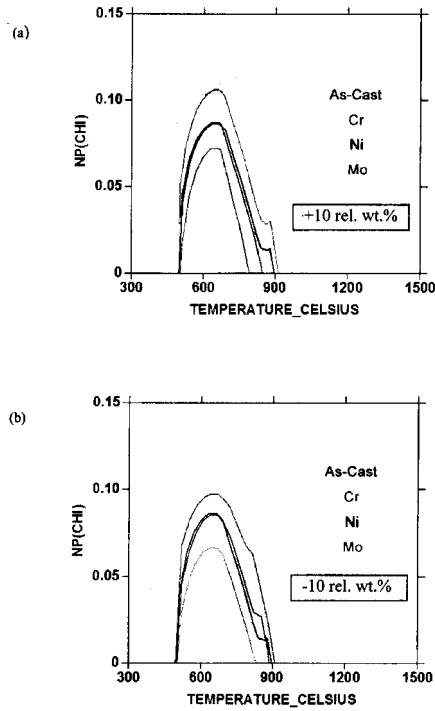 (a)
0.15
0.10
0.05
0
NP(CHI)
As-Cast
Cr
Ni
Mo
+10 rel. wt.%
300 600 900 1200 1500
TEMPERATURE_CELSIUS
(b)
0.15
0.10
0.05
0
NP(CHI)
As-Cast
Cr
Ni
Mo
-10 rel. wt.%
300 600 900 1200 1500
TEMPERATURE_CELSIUS